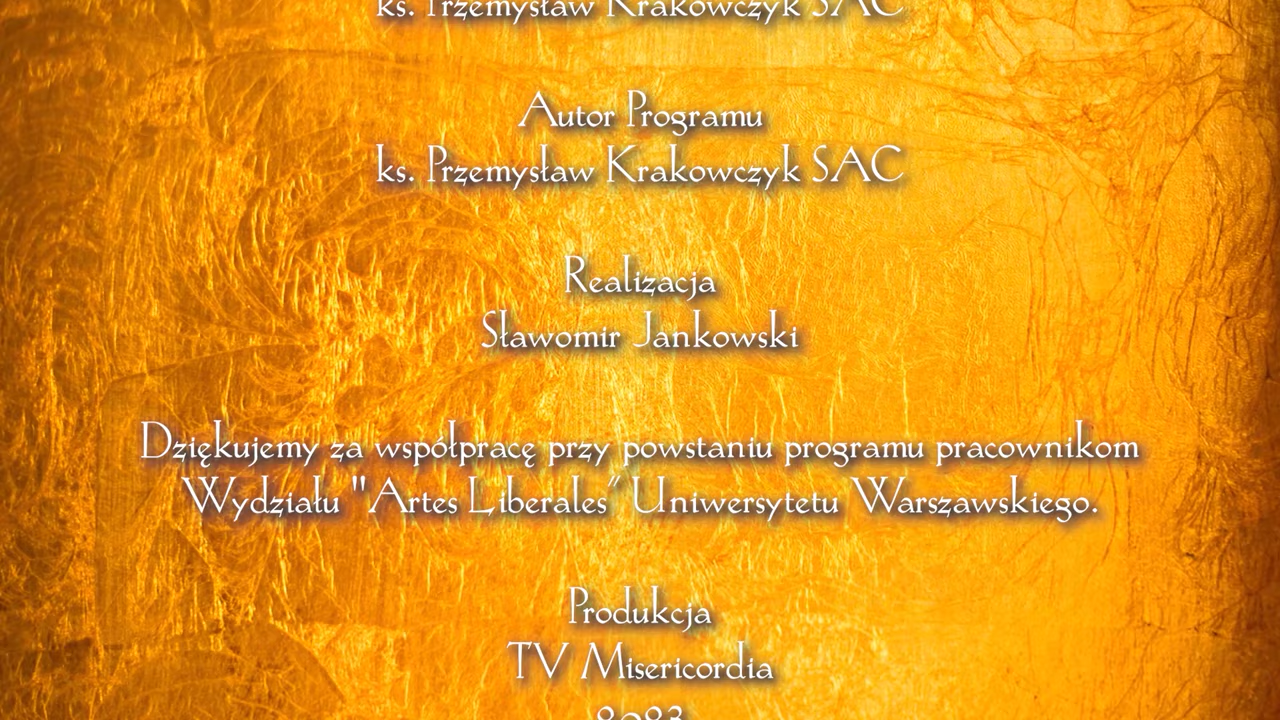 ks. Przemysław Krakowczyk SAC
Autor Programu
ks. Przemysław Krakowczyk SAC
Realizacja
Sławomir Jankowski
Dziękujemy za współpracę przy powstaniu programu pracownikom
Wydziału "Artes Liberales” Uniwersytetu Warszawskiego.
Produkcja
TV Misericordia